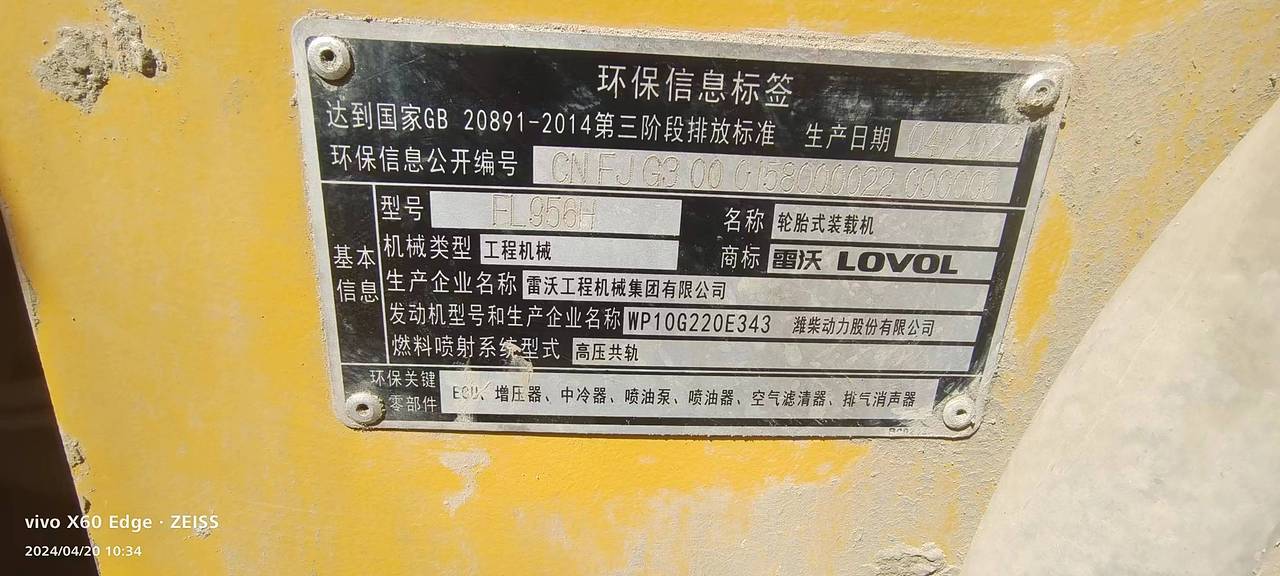 环保信息标签
达到国家GB 20891-2014第三阶段排放标准 生产日期 04/2022
环保信息公开编号 CN FJ G3 00 0158000022 000006
基本信息
型号 FL956H 名称 轮胎式装载机
机械类型 工程机械 商标 雷沃 LOVOL
生产企业名称 雷沃工程机械集团有限公司
发动机型号和生产企业名称 WP10G220E343 潍柴动力股份有限公司
燃料喷射系统型式 高压共轨
环保关键零部件 ECU、增压器、中冷器、喷油泵、喷油器、空气滤清器、排气消声器
vivo X60 Edge · ZEISS
2024/04/20 10:34